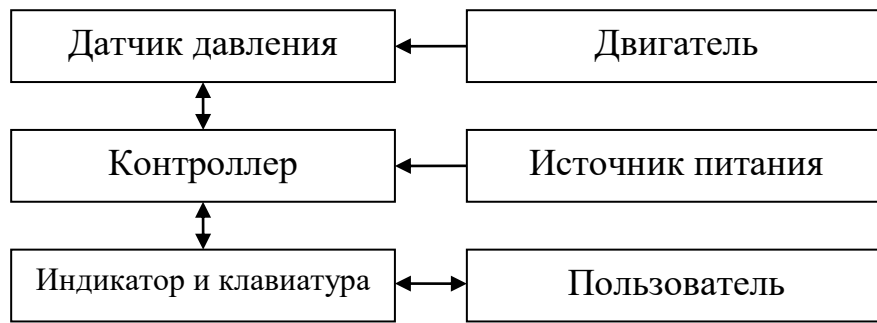 Датчик давления
Двигатель
Контроллер
Источник питания
Индикатор и клавиатура
Пользователь